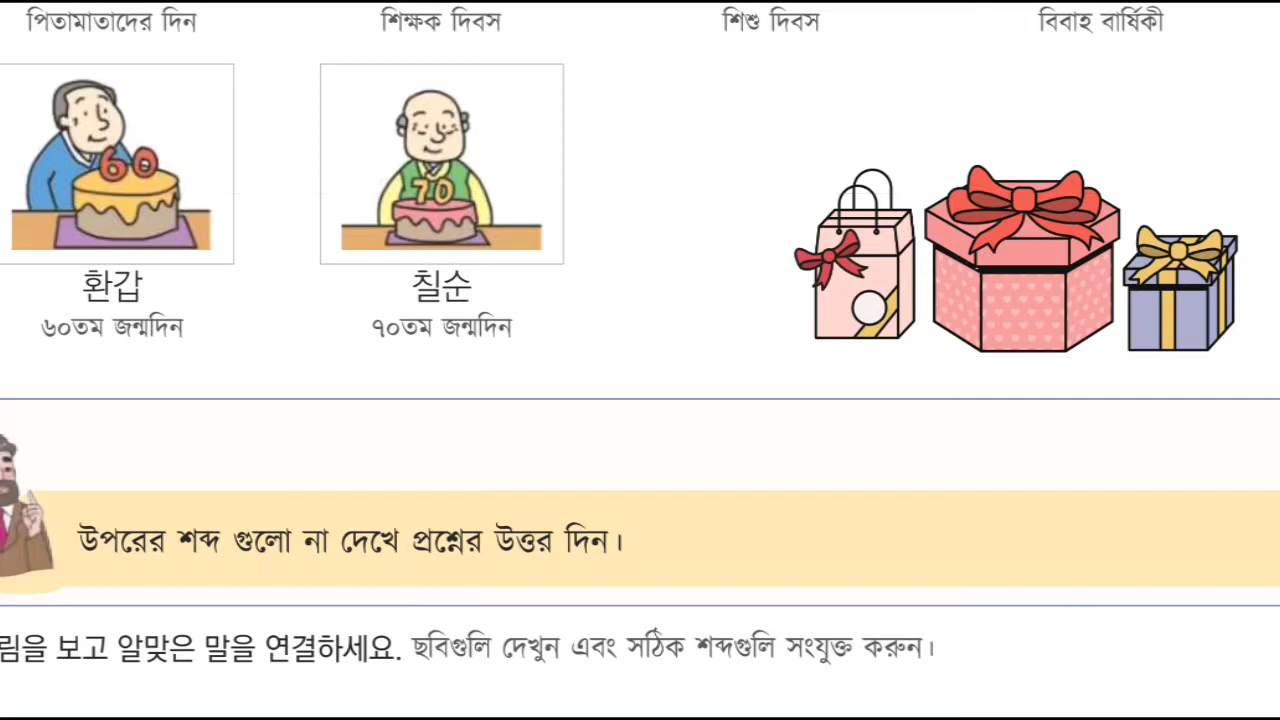 পিতামাতাদের দিন
শিক্ষক দিবস
শিশু দিবস
বিবাহ বার্ষিকী
60
70
환갑
칠순
৬০তম জন্মদিন
৭০তম জন্মদিন
উপরের শব্দ গুলো না দেখে প্রশ্নের উত্তর দিন।
림을 보고 알맞은 말을 연결하세요. ছবিগুলি দেখুন এবং সঠিক শব্দগুলি সংযুক্ত করুন।